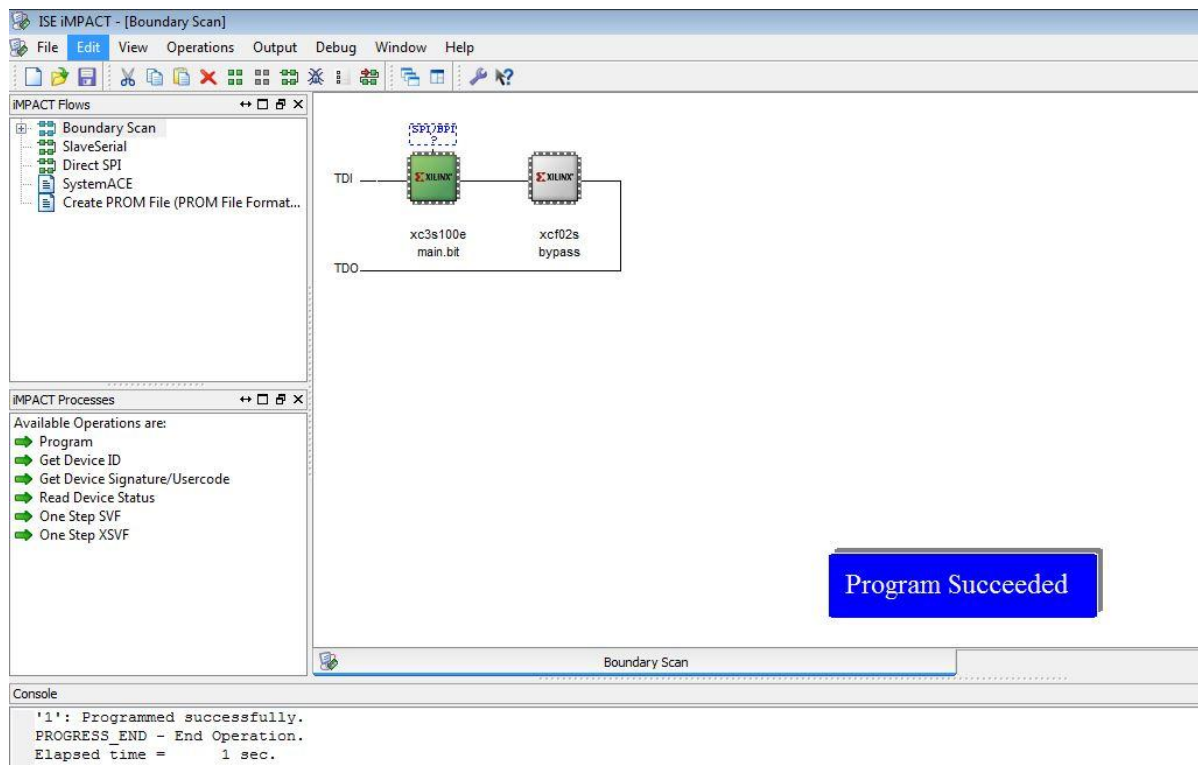 ISE iMPACT - [Boundary Scan]
File Edit View Operations Output Debug Window Help
iMPACT Flows
Boundary Scan
SlaveSerial
Direct SPI
SystemACE
Create PROM File (PROM File Format...
SPI/BPI
?
TDI
XILINX
XILINX
xc3s100e
main.bit
xcf02s
bypass
TDO
iMPACT Processes
Available Operations are:
Program
Get Device ID
Get Device Signature/Usercode
Read Device Status
One Step SVF
One Step XSVF
Program Succeeded
Boundary Scan
Console
'1': Programmed successfully.
PROGRESS_END - End Operation.
Elapsed time =      1 sec.